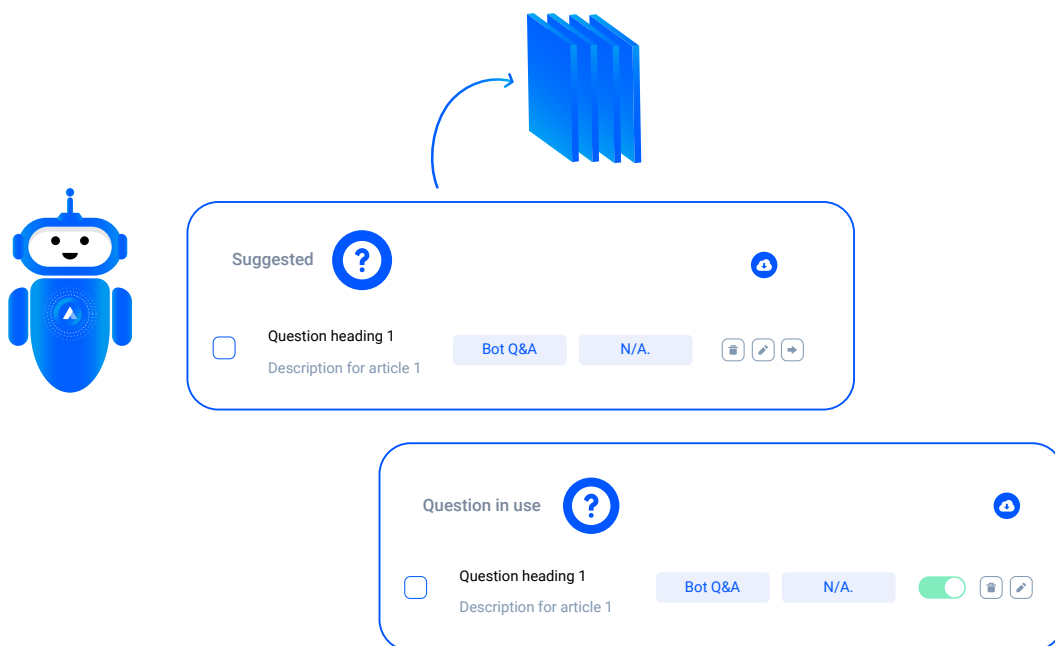 Suggested
?
Question heading 1
Description for article 1
Bot Q&A
N/A.
Question in use
?
Question heading 1
Description for article 1
Bot Q&A
N/A.